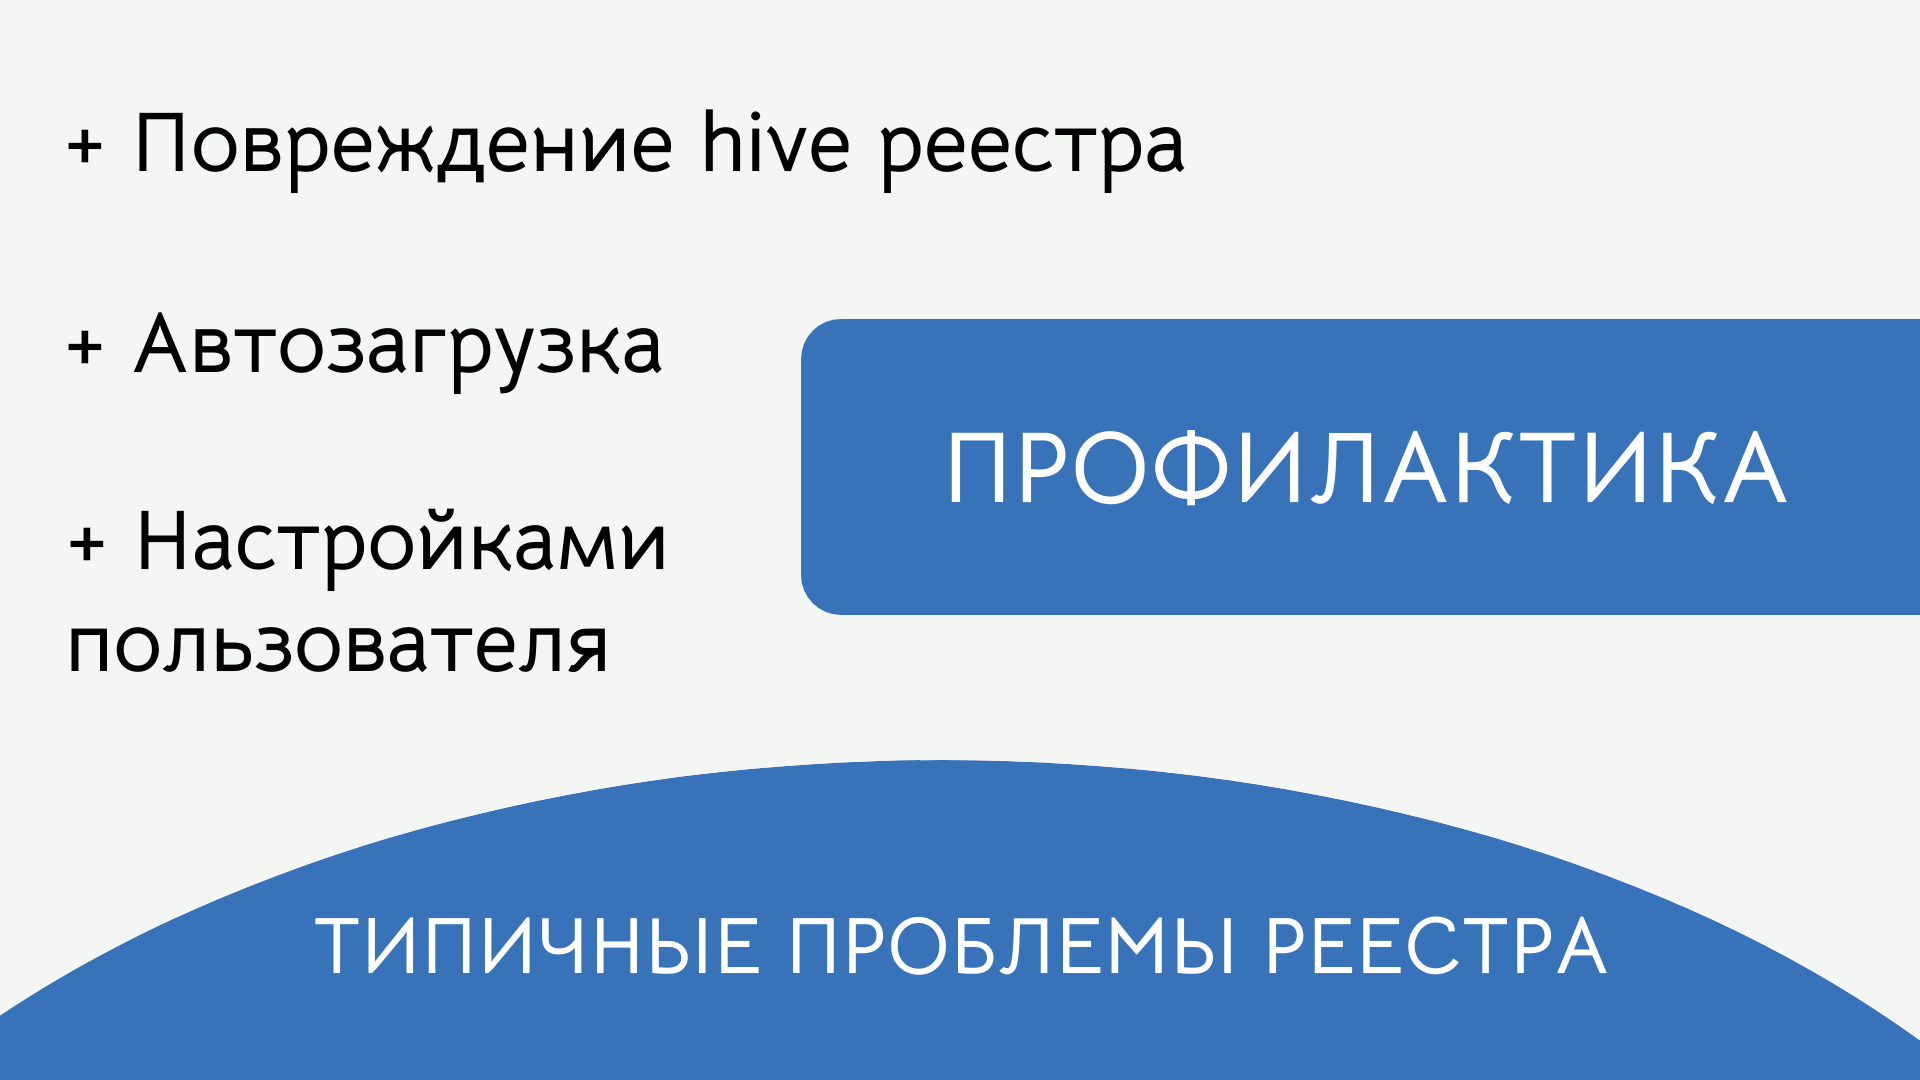 + Повреждение hive реестра
+ Автозагрузка
+ Настройками
пользователя
ПРОФИЛАКТИКА
ТИПИЧНЫЕ ПРОБЛЕМЫ РЕЕСТРА